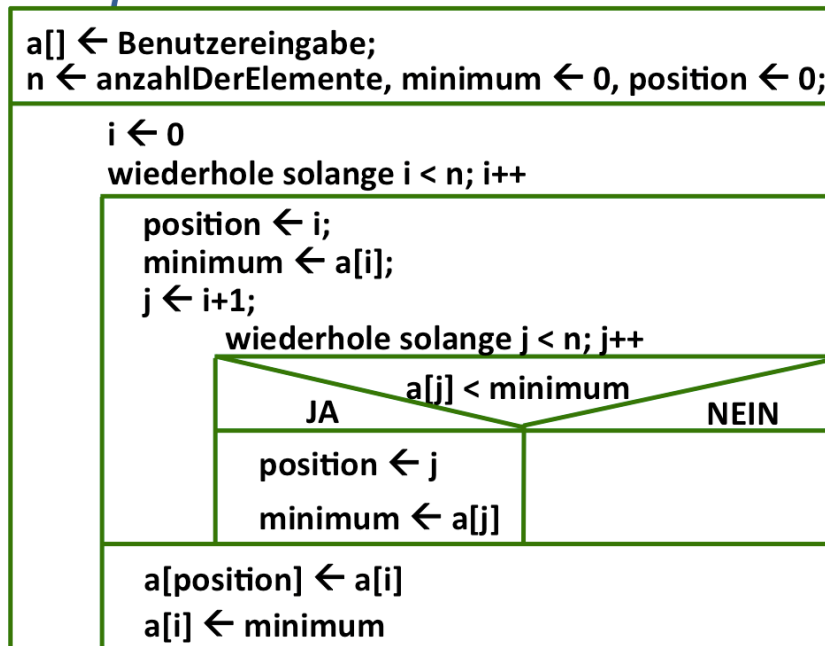 a[] ← Benutzereingabe;
n ← anzahlDerElemente, minimum ← 0, position ← 0;
i ← 0
wiederhole solange i < n; i++
position ← i;
minimum ← a[i];
j ← i+1;
wiederhole solange j < n; j++
a[j] < minimum
JA NEIN
position ← j
minimum ← a[j]
a[position] ← a[i]
a[i] ← minimum